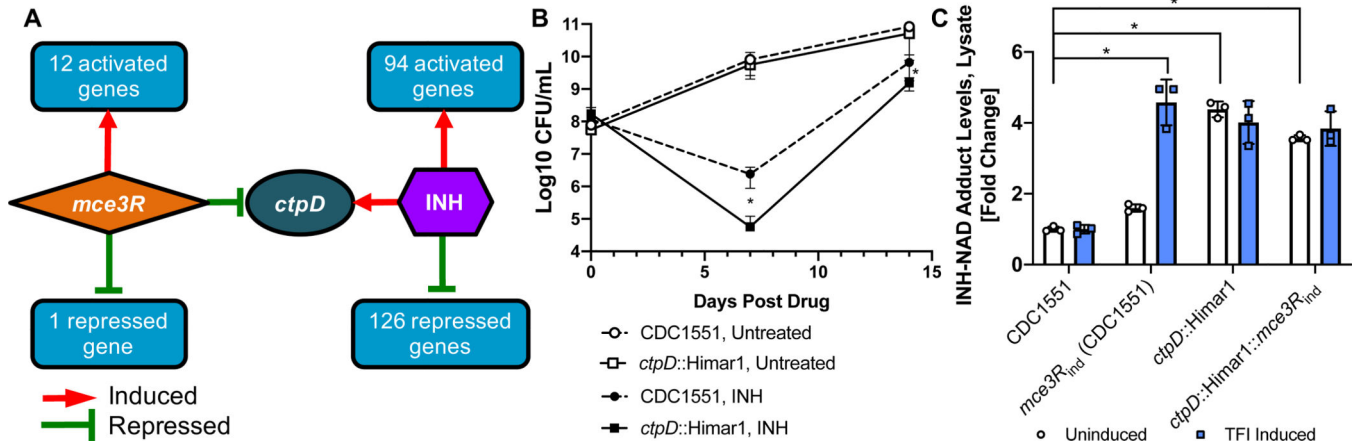 A
12 activated
genes
94 activated
genes
mce3R
ctpD
INH
1 repressed
gene
126 repressed
genes
Induced
Repressed
B
Log10 CFU/mL
11
10
9
8
7
6
5
4
0
5
10
15
Days Post Drug
CDC1551, Untreated
ctpD::Himar1, Untreated
CDC1551, INH
ctpD::Himar1, INH
*
*
C
INH-NAD Adduct Levels, Lysate
[Fold Change]
6
4
2
0
*
*
*
CDC1551
mce3Rind (CDC1551)
ctpD::Himar1
ctpD::Himar1::mce3Rind
Uninduced
TFI Induced